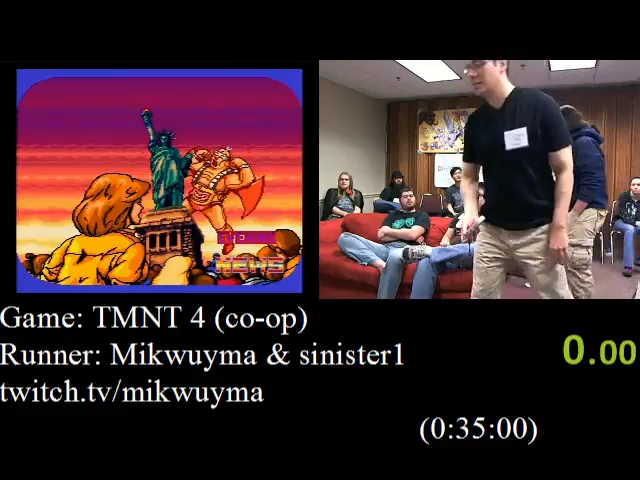 NEWS
Game: TMNT 4 (co-op)
Runner: Mikwuyma & sinister1
twitch.tv/mikwuyma
0.00
(0:35:00)